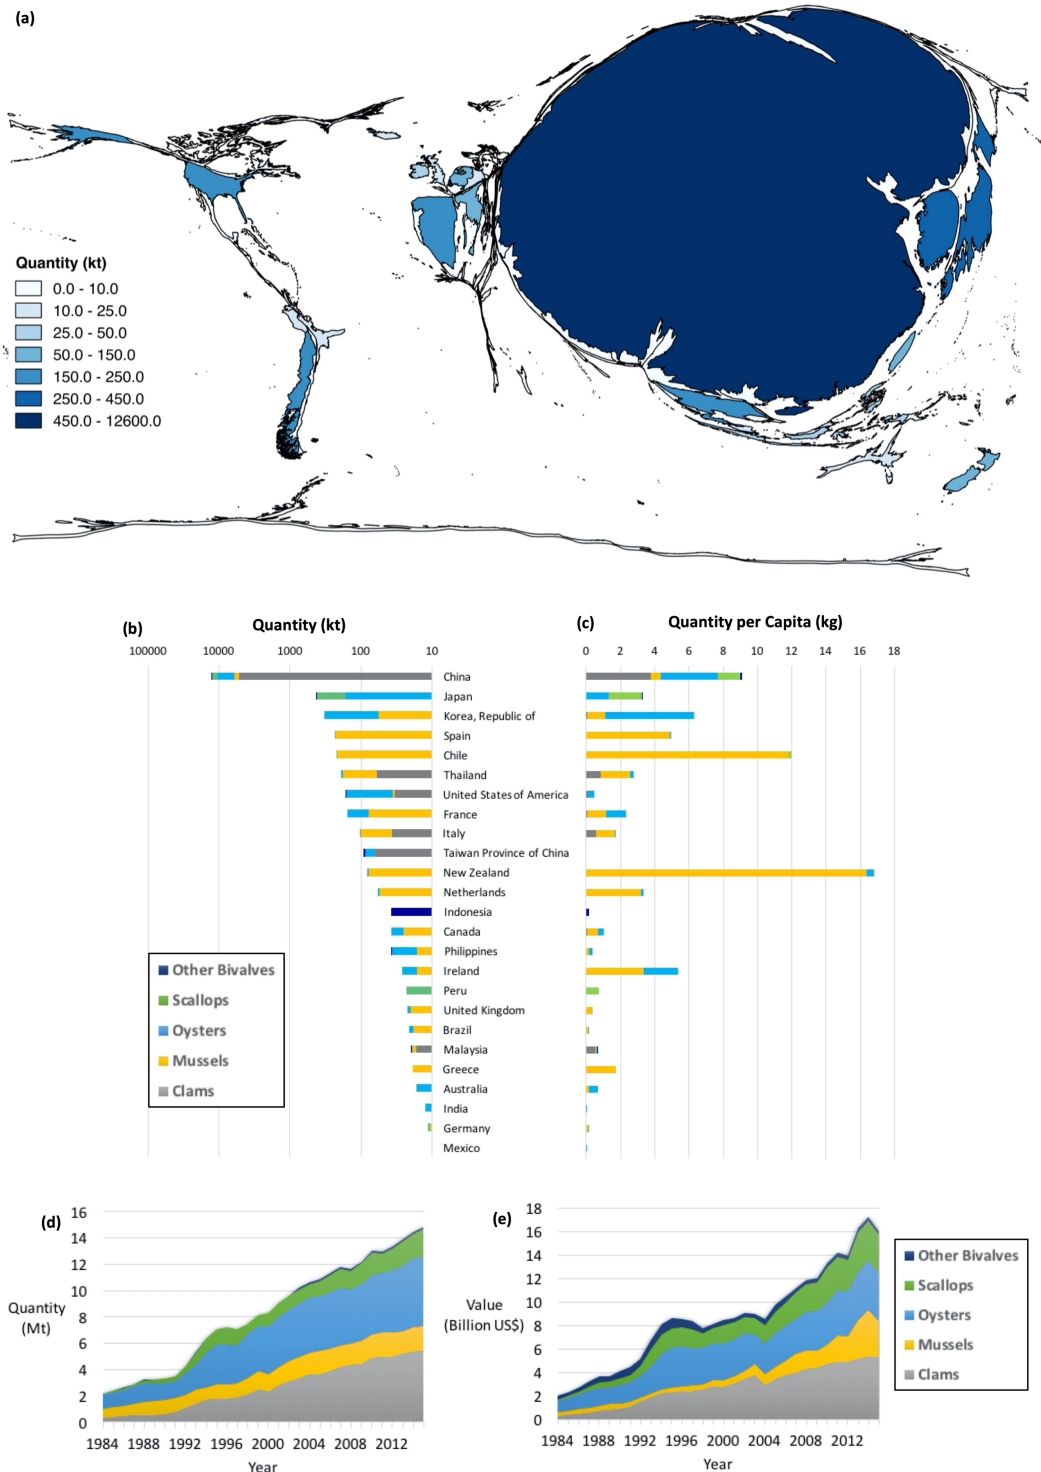 (a)
Quantity (kt)
0.0 - 10.0
10.0 - 25.0
25.0 - 50.0
50.0 - 150.0
150.0 - 250.0
250.0 - 450.0
450.0 - 12600.0
(b) Quantity (kt)
100000 10000 1000 100 10
(c) Quantity per Capita (kg)
0 2 4 6 8 10 12 14 16 18
China
Japan
Korea, Republic of
Spain
Chile
Thailand
United States of America
France
Italy
Taiwan Province of China
New Zealand
Netherlands
Indonesia
Canada
Philippines
Ireland
Peru
United Kingdom
Brazil
Malaysia
Greece
Australia
India
Germany
Mexico
Other Bivalves
Scallops
Oysters
Mussels
Clams
(d)
Quantity
(Mt)
16
14
12
10
8
6
4
2
0
1984 1988 1992 1996 2000 2004 2008 2012
Year
(e)
Value
(Billion US$)
18
16
14
12
10
8
6
4
2
0
1984 1988 1992 1996 2000 2004 2008 2012
Year
Other Bivalves
Scallops
Oysters
Mussels
Clams